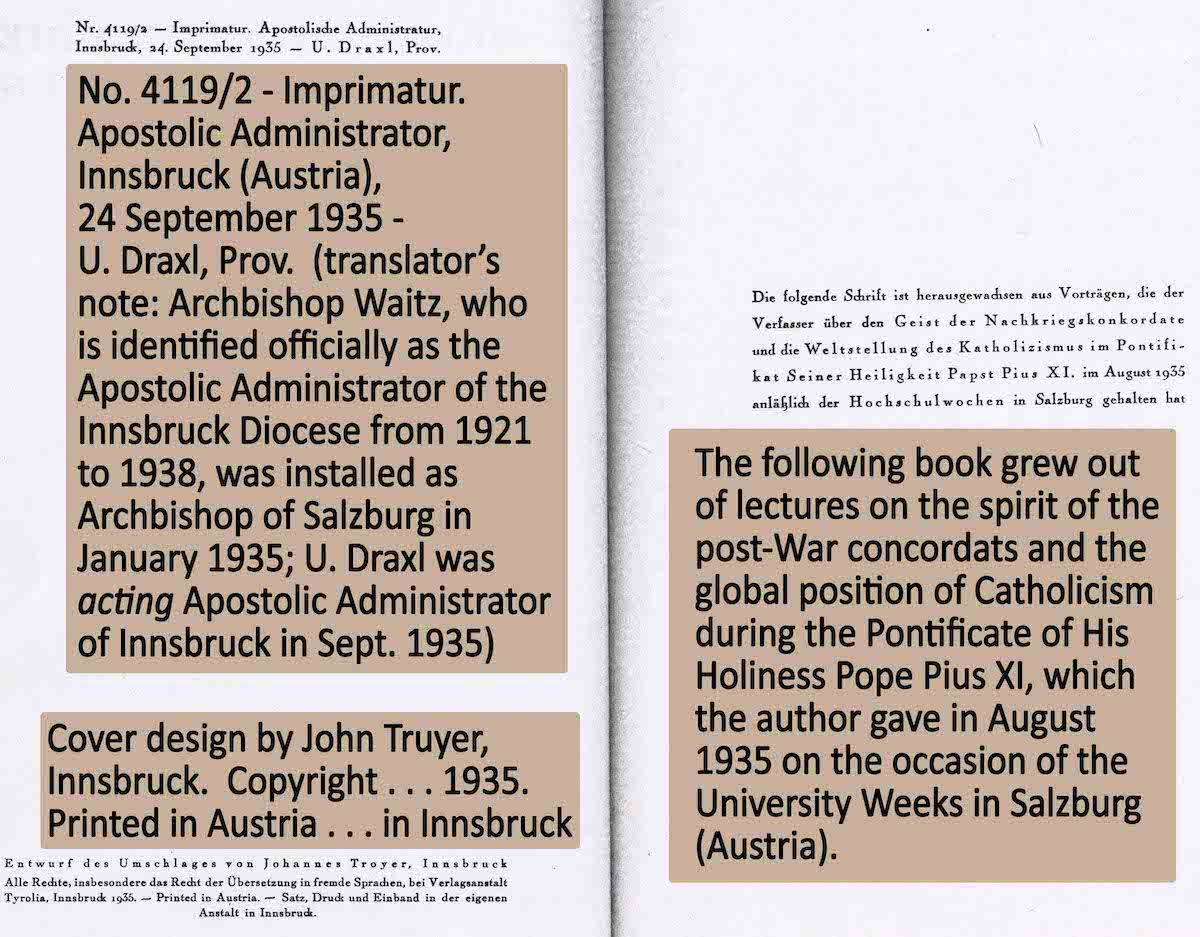 Nr. 4119/2 — Imprimatur. Apostolische Administratur,
Innsbruck, 24. September 1935 — U. Draxl, Prov.
No. 4119/2 - Imprimatur.
Apostolic Administrator,
Innsbruck (Austria),
24 September 1935 -
U. Draxl, Prov.  (translator’s
note: Archbishop Waitz, who
is identified officially as the
Apostolic Administrator of the
Innsbruck Diocese from 1921
to 1938, was installed as
Archbishop of Salzburg in
January 1935; U. Draxl was
acting Apostolic Administrator
of Innsbruck in Sept. 1935)
Cover design by John Truyer,
Innsbruck.  Copyright . . . 1935.
Printed in Austria . . . in Innsbruck
Entwurf des Umschlages von Johannes Troyer, Innsbruck
Alle Rechte, insbesondere das Recht der Übersetzung in fremde Sprachen, bei Verlagsanstalt
Tyrolia, Innsbruck 1935. — Printed in Austria. — Satz, Druck und Einband in der eigenen
Anstalt in Innsbruck.
Die folgende Schrift ist herausgewachsen aus Vorträgen, die der
Verfasser über den Geist der Nachkriegskonkordate
und die Weltstellung des Katholizismus im Pontifi-
kat Seiner Heiligkeit Papst Pius XI. im August 1935
anläßlich der Hochschulwochen in Salzburg gehalten hat
The following book grew out
of lectures on the spirit of the
post-War concordats and the
global position of Catholicism
during the Pontificate of His
Holiness Pope Pius XI, which
the author gave in August
1935 on the occasion of the
University Weeks in Salzburg
(Austria).